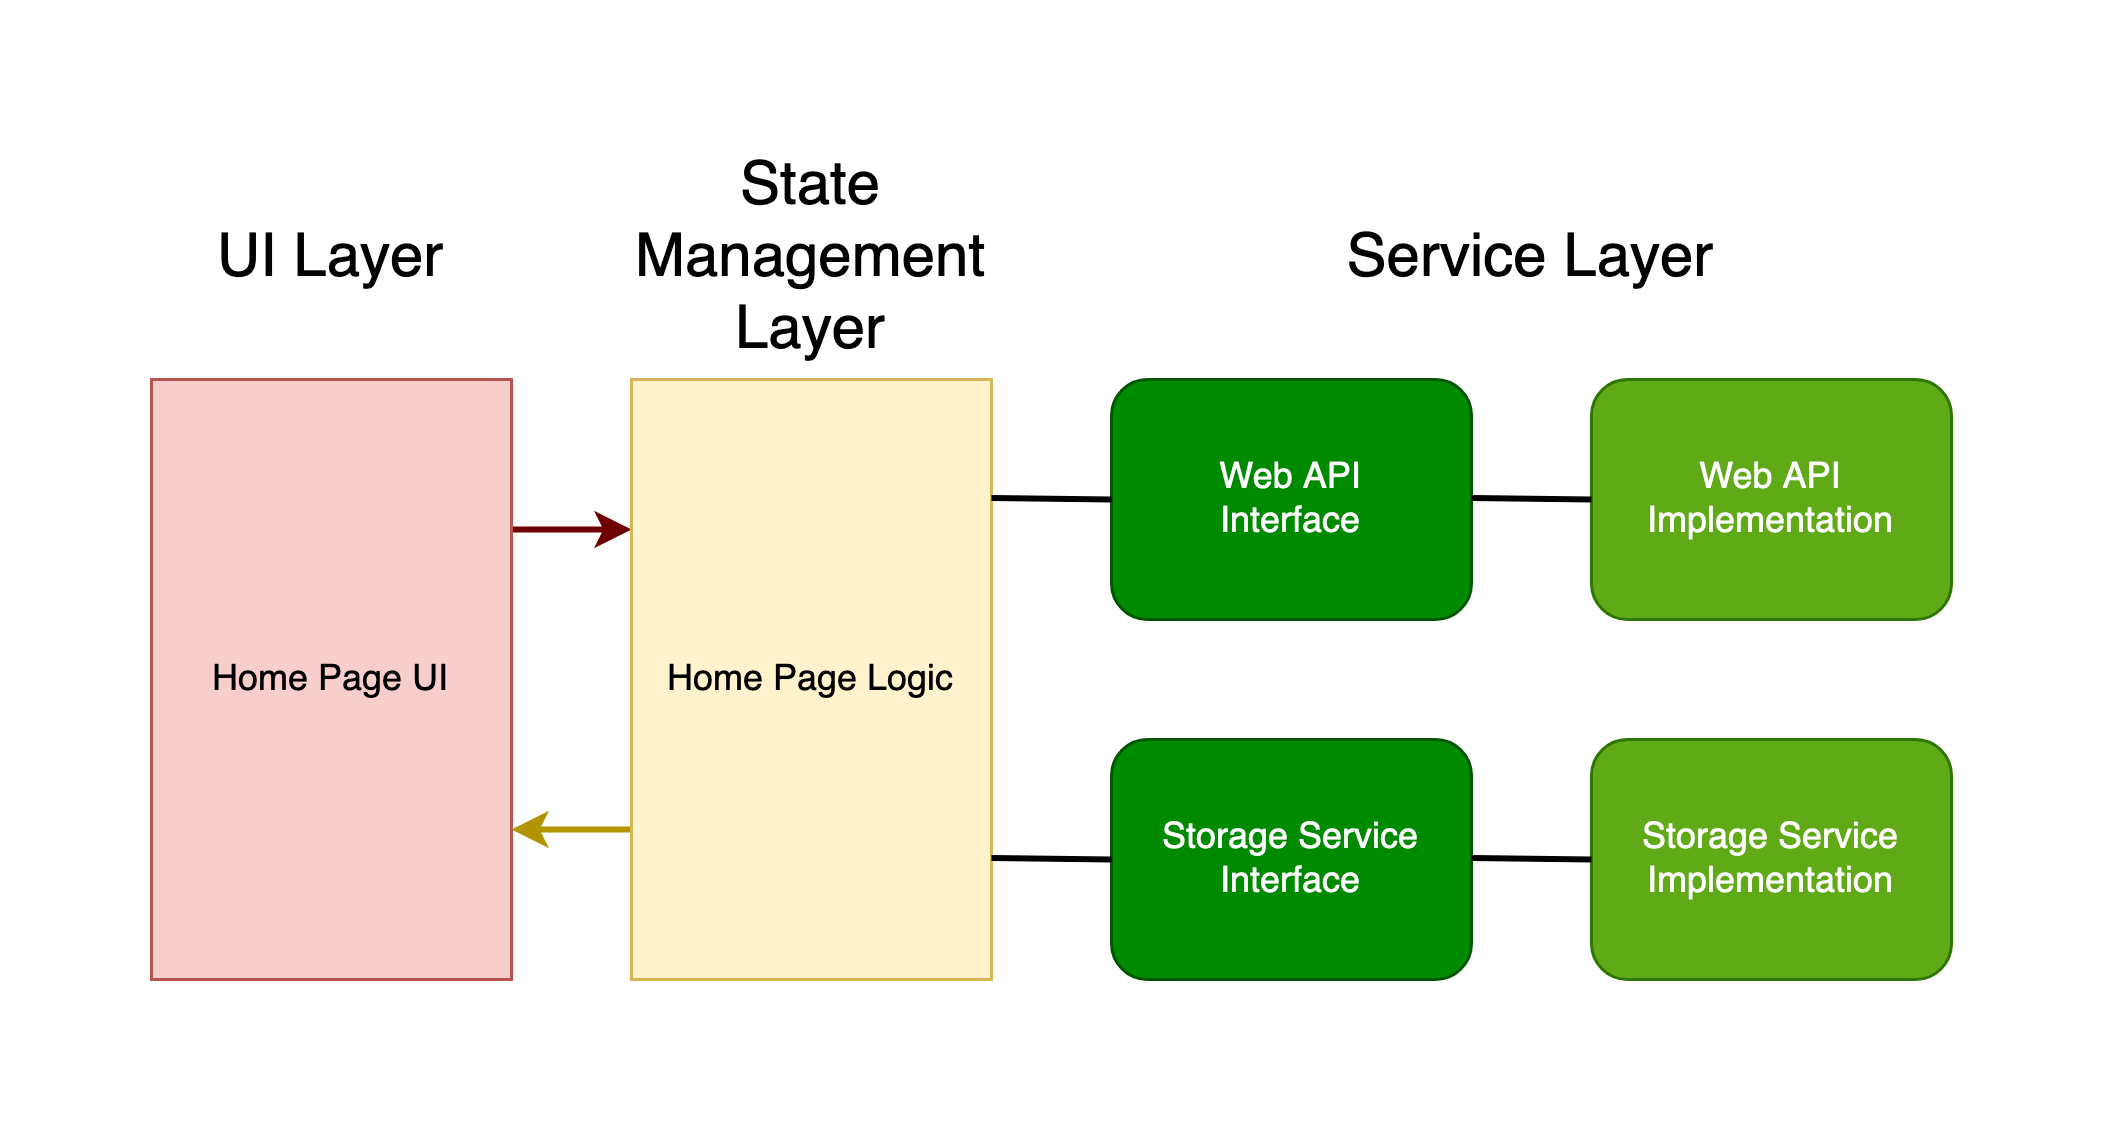 UI Layer
State
Management
Layer
Service Layer
Home Page UI
Home Page Logic
Web API
Interface
Web API
Implementation
Storage Service
Interface
Storage Service
Implementation